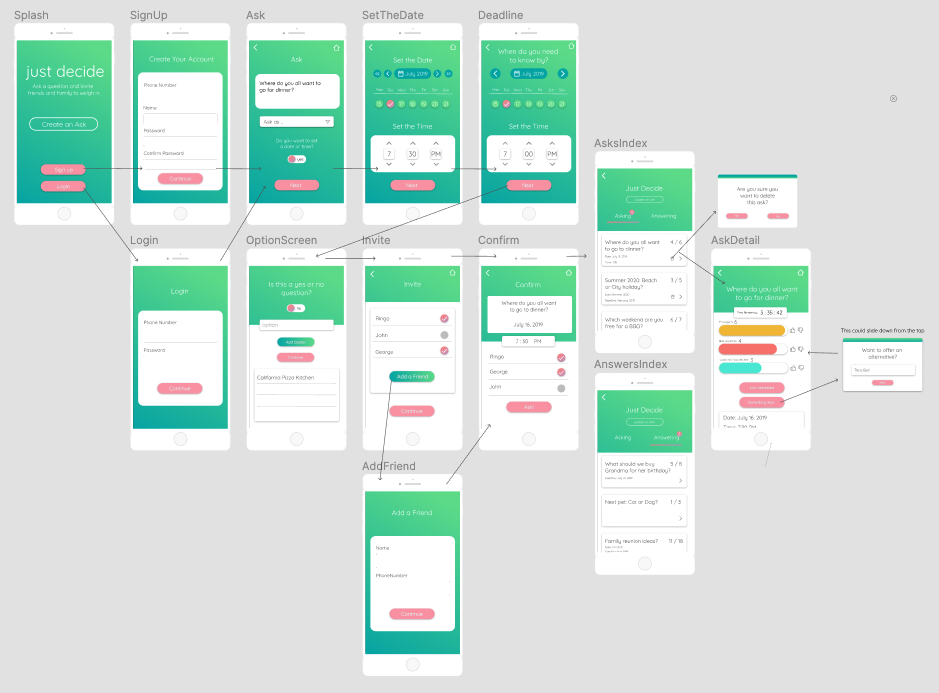 Splash
just decide
Ask a question and invite
friends and family to weigh in
Create an Ask
Sign up
Login
SignUp
Create Your Account
Phone Number
Name
Password
Confirm Password
Continue
Ask
Ask
Where do you all want to
go for dinner?
Ask as ..
Do you want to set
a date or time?
YES
Next
SetTheDate
Set the Date
July 2019
Set the Time
7
30
PM
Next
Deadline
Where do you need
to know by?
July 2019
Set the Time
7
00
PM
Next
Login
Login
Phone Number
Password
Continue
OptionScreen
Is this a yes or no
question?
option
Continue
California Pizza Kitchen
Invite
Invite
Ringo
John
George
Add a Friend
Continue
Confirm
Confirm
Where do you all want
to go to dinner?
July 16, 2019
7 : 30 PM
Ringo
George
John
Ask
AddFriend
Add a Friend
Name
PhoneNumber
Continue
AsksIndex
Just Decide
Asking
Answering
Where do you all want
to go to dinner?
4 / 6
Summer 2020: Beach
or City holiday?
3 / 5
Which weekend are you
free for a BBQ?
6 / 7
Are you sure you
want to delete
this ask?
AnswersIndex
Just Decide
Asking
Answering
What should we buy
Grandma for her birthday?
Next pet: Cat or Dog?
1 / 3
Family reunion ideas?
AskDetail
Where do you all want
to go for dinner?
Time Remaining: 3 : 35 : 42
Date: July 16, 2019
Time: 7:30 PM
This could slide down from the top
Want to offer an
alternative?